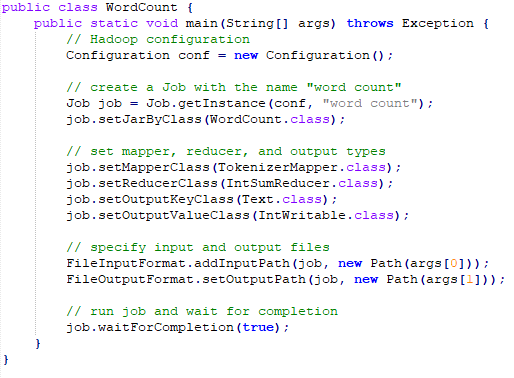 public class WordCount {
    public static void main(String[] args) throws Exception {
        // Hadoop configuration
        Configuration conf = new Configuration();

        // create a Job with the name "word count"
        Job job = Job.getInstance(conf, "word count");
        job.setJarByClass(WordCount.class);

        // set mapper, reducer, and output types
        job.setMapperClass(TokenizerMapper.class);
        job.setReducerClass(IntSumReducer.class);
        job.setOutputKeyClass(Text.class);
        job.setOutputValueClass(IntWritable.class);

        // specify input and output files
        FileInputFormat.addInputPath(job, new Path(args[0]));
        FileOutputFormat.setOutputPath(job, new Path(args[1]));

        // run job and wait for completion
        job.waitForCompletion(true);
    }
}